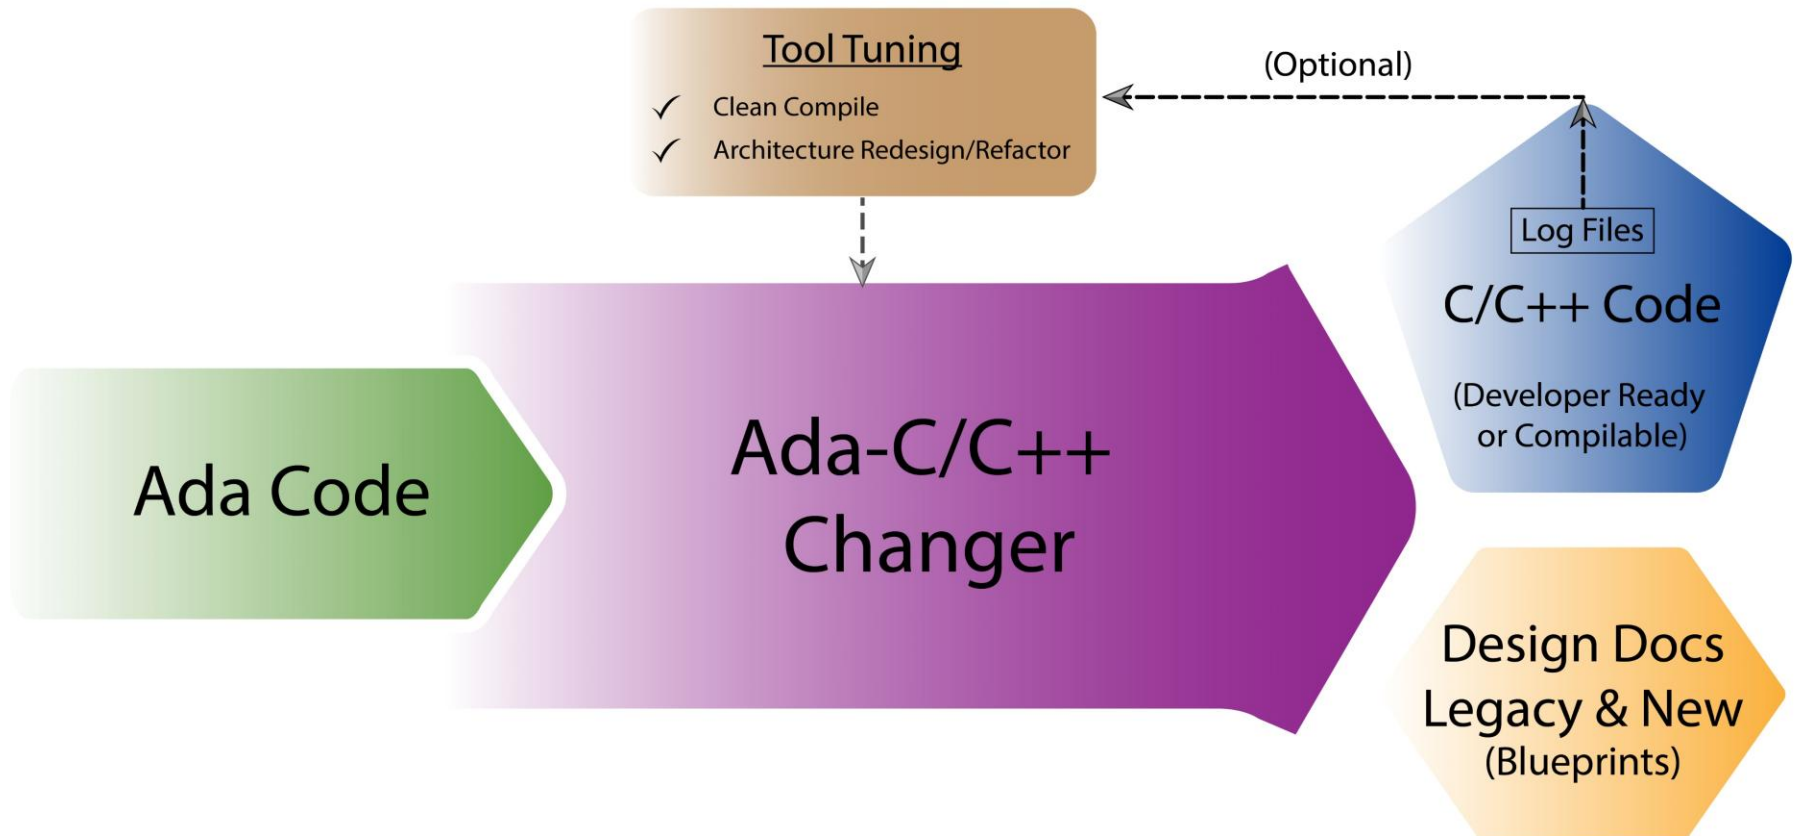 Tool Tuning
Clean Compile
Architecture Redesign/Refactor
(Optional)
Log Files
C/C++ Code
(Developer Ready
or Compilable)
Ada Code
Ada-C/C++
Changer
Design Docs
Legacy & New
(Blueprints)